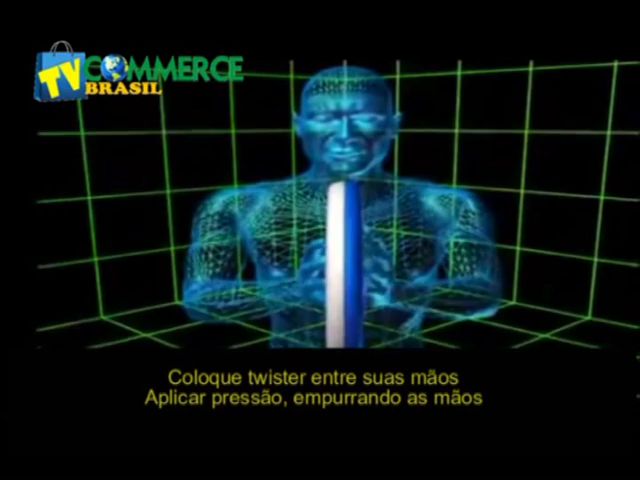 TV COMMERCE
BRASIL
Coloque twister entre suas mãos
Aplicar pressão, empurrando as mãos